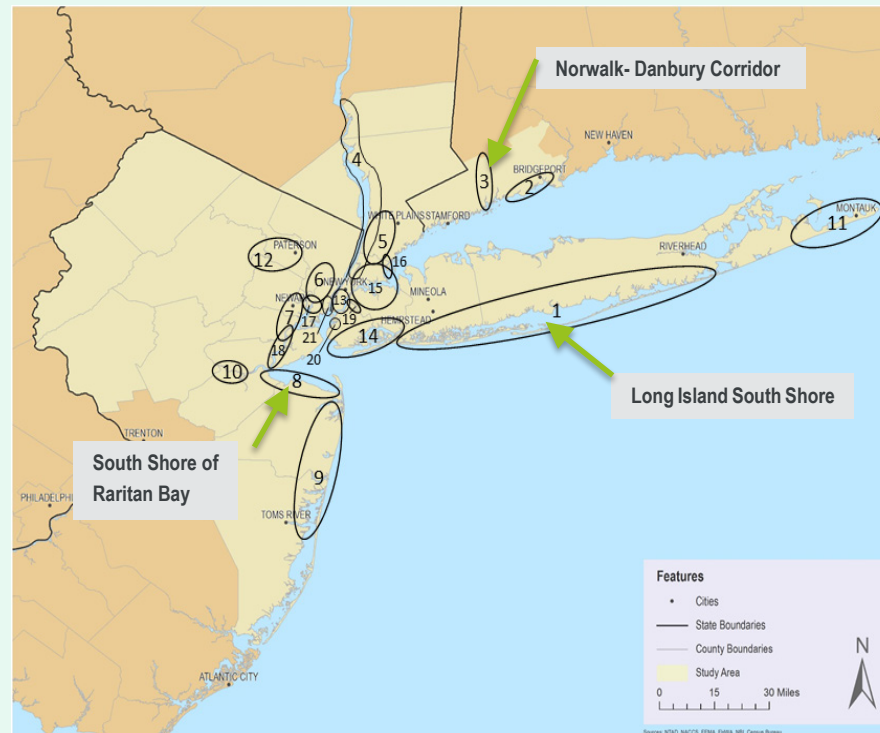 Norwalk- Danbury Corridor
NEW HAVEN
4
3
BRIDGEPORT
2
WHITE PLAINS
STAMFORD
MONTAUK
11
5
RIVERHEAD
PATERSON
12
16
6
NEW YORK
15
MINELOA
NEWA
13
7
17
19
HEMPSTEAD
1
21
14
18
20
10
8
Long Island South Shore
TRENTON
South Shore of
Raritan Bay
9
PHILADELPHI
TOMS RIVER
Features
Cities
State Boundaries
County Boundaries
Study Area
N
0 15 30 Miles
ATLANTIC CITY